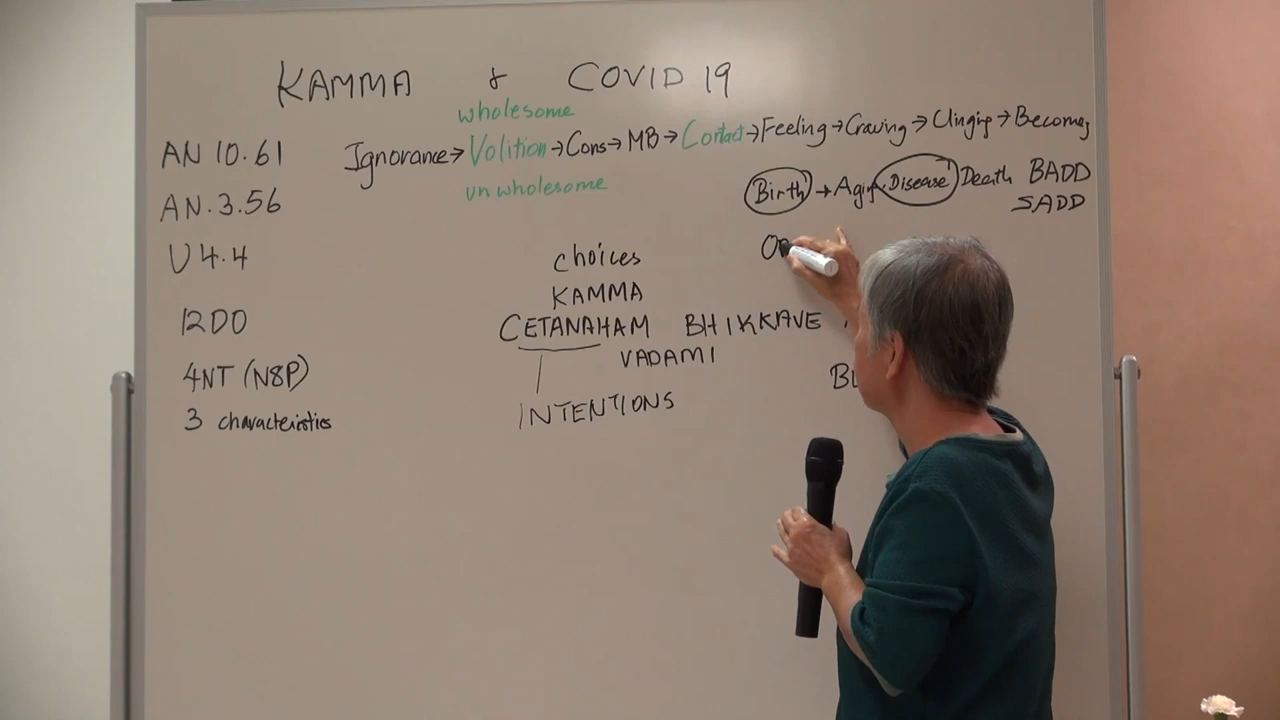 KAMMA & COVID 19
wholesome
AN 10.61
Ignorance → Volition → Cons → MB → Contact → Feeling → Craving → Clinging → Becoming
unwholesome
Birth → Aging Disease Death BADD
SADD
AN.3.56
U 4.4
choices
KAMMA
12DO
CETANAHAM BHIKKAVE
VADAMI
4NT (N8P)
INTENTIONS
3 characteristics